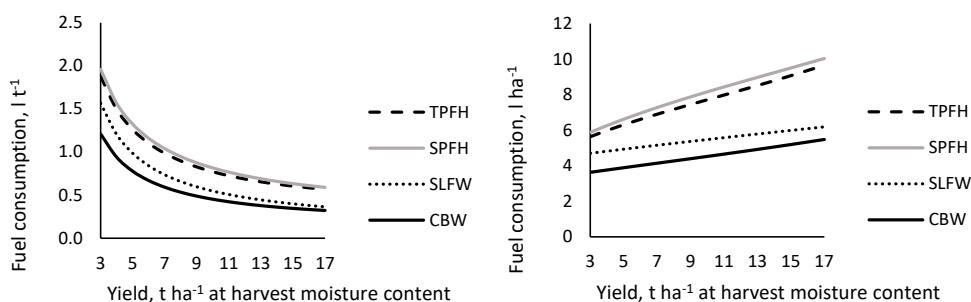 Fuel consumption, l t⁻¹
2.5
2.0
1.5
1.0
0.5
0.0
3 5 7 9 11 13 15 17
Yield, t ha⁻¹ at harvest moisture content
TPFH
SPFH
SLFW
CBW
Fuel consumption, l ha⁻¹
12
10
8
6
4
2
0
3 5 7 9 11 13 15 17
Yield, t ha⁻¹ at harvest moisture content
TPFH
SPFH
SLFW
CBW